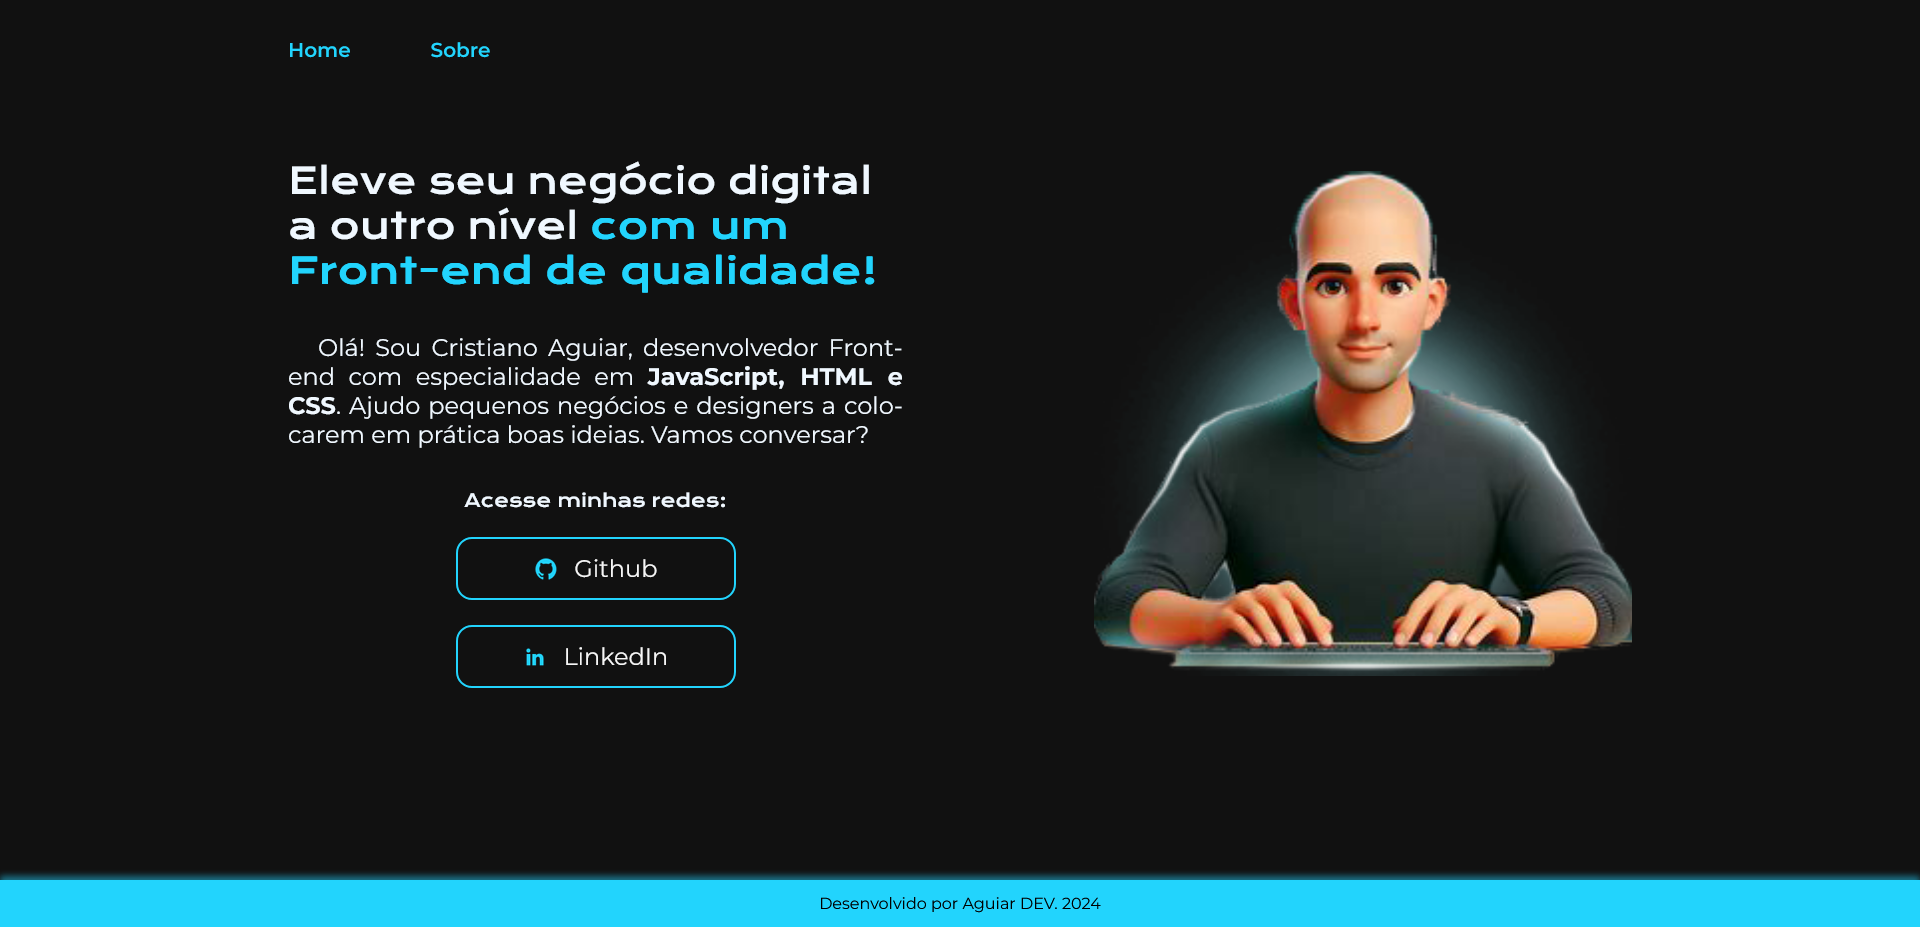 Home
Sobre
Eleve seu negócio digital
a outro nível com um
Front-end de qualidade!
Olá! Sou Cristiano Aguiar, desenvolvedor Front-
end com especialidade em JavaScript, HTML e
CSS. Ajudo pequenos negócios e designers a colo-
carem em prática boas ideias. Vamos conversar?
Acesse minhas redes:
Github
in LinkedIn
Desenvolvido por Aguiar DEV. 2024